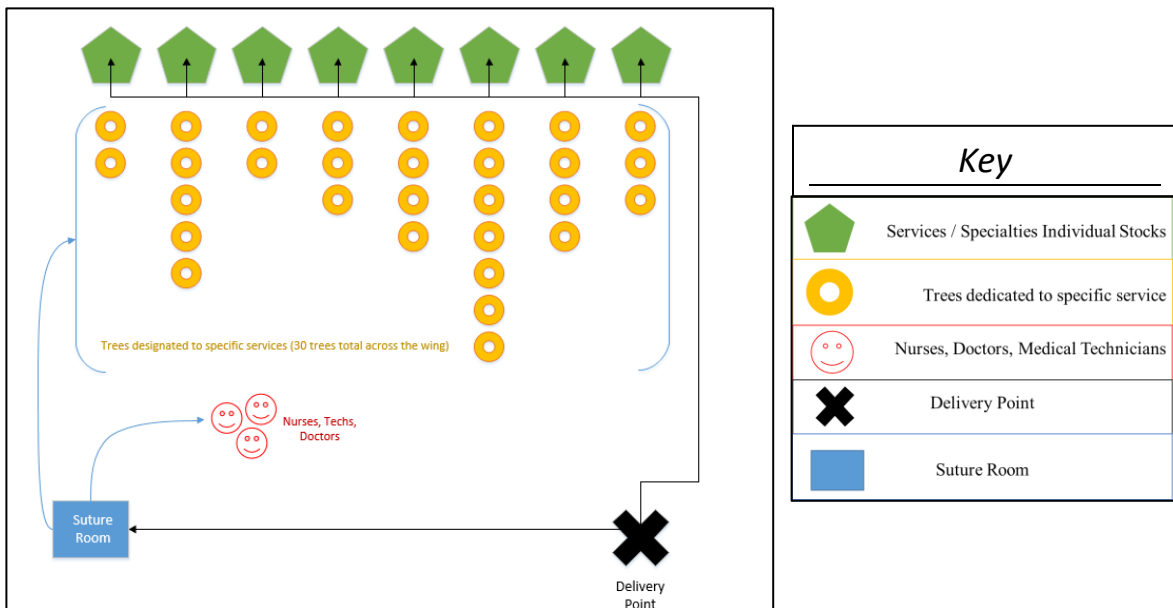 Trees designated to specific services (30 trees total across the wing)
Nurses, Techs,
Doctors
Suture
Room
Delivery
Point
Key
Services / Specialties Individual Stocks
Trees dedicated to specific service
Nurses, Doctors, Medical Technicians
Delivery Point
Suture Room